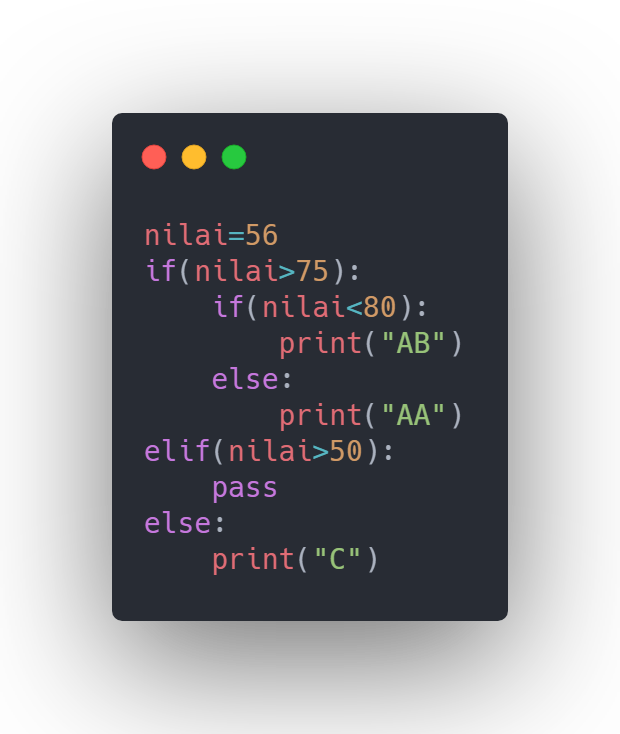 nilai=56
if(nilai>75):
    if(nilai<80):
        print("AB")
    else:
        print("AA")
elif(nilai>50):
    pass
else:
    print("C")